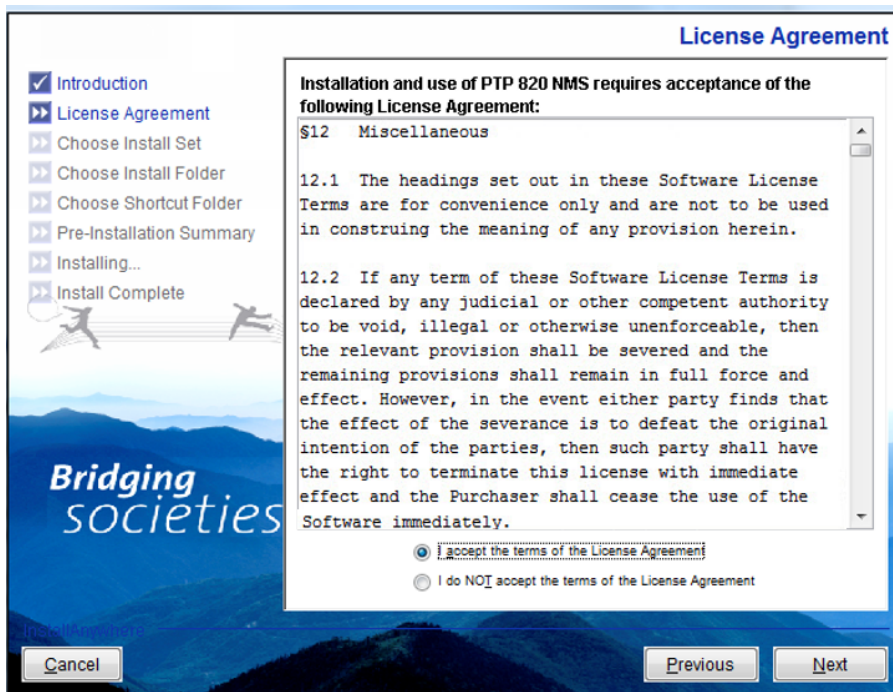 License Agreement
Introduction
License Agreement
Choose Install Set
Choose Install Folder
Choose Shortcut Folder
Pre-Installation Summary
Installing...
Install Complete
Bridging
societies
Installation and use of PTP 820 NMS requires acceptance of the
following License Agreement:
§12 Miscellaneous
12.1 The headings set out in these Software License
Terms are for convenience only and are not to be used
in construing the meaning of any provision herein.
12.2 If any term of these Software License Terms is
declared by any judicial or other competent authority
to be void, illegal or otherwise unenforceable, then
the relevant provision shall be severed and the
remaining provisions shall remain in full force and
effect. However, in the event either party finds that
the effect of the severance is to defeat the original
intention of the parties, then such party shall have
the right to terminate this license with immediate
effect and the Purchaser shall cease the use of the
Software immediately.
I accept the terms of the License Agreement
I do NOT accept the terms of the License Agreement
InstallAnywhere
Cancel
Previous
Next